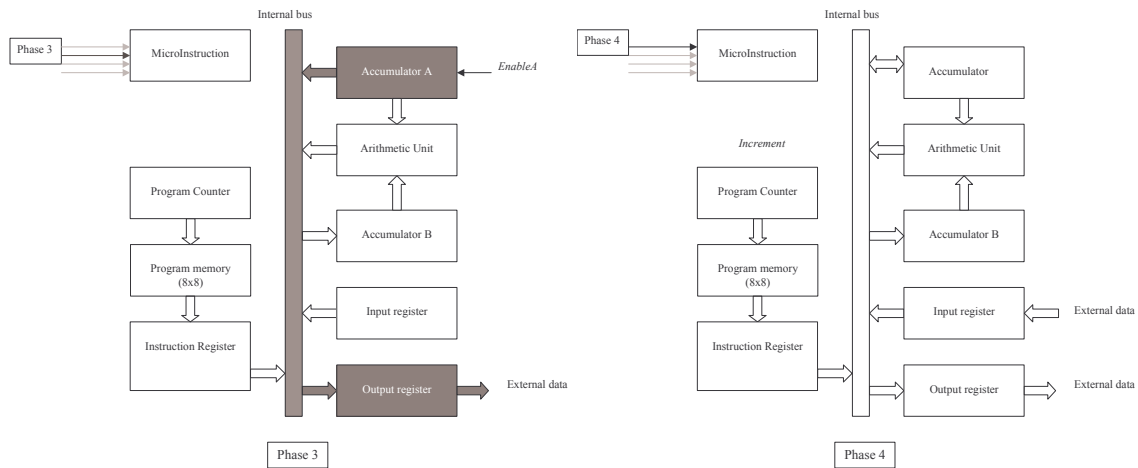 Internal bus
Phase 3
MicroInstruction
Accumulator A
EnableA
Arithmetic Unit
Program Counter
Accumulator B
Program memory
(8x8)
Input register
Instruction Register
Output register
External data
Phase 3
Internal bus
Phase 4
MicroInstruction
Accumulator
Arithmetic Unit
Increment
Program Counter
Accumulator B
Program memory
(8x8)
Input register
External data
Instruction Register
Output register
External data
Phase 4